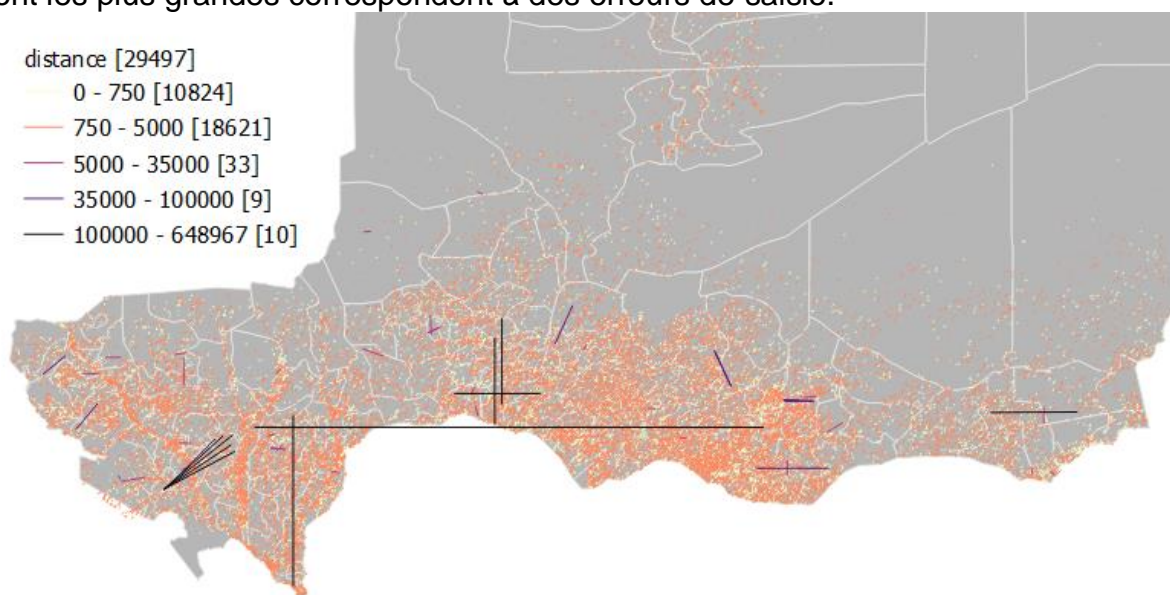 ont les plus grandes correspondent à des erreurs de saisie.
distance [29497]
0 - 750 [10824]
750 - 5000 [18621]
5000 - 35000 [33]
35000 - 100000 [9]
100000 - 648967 [10]